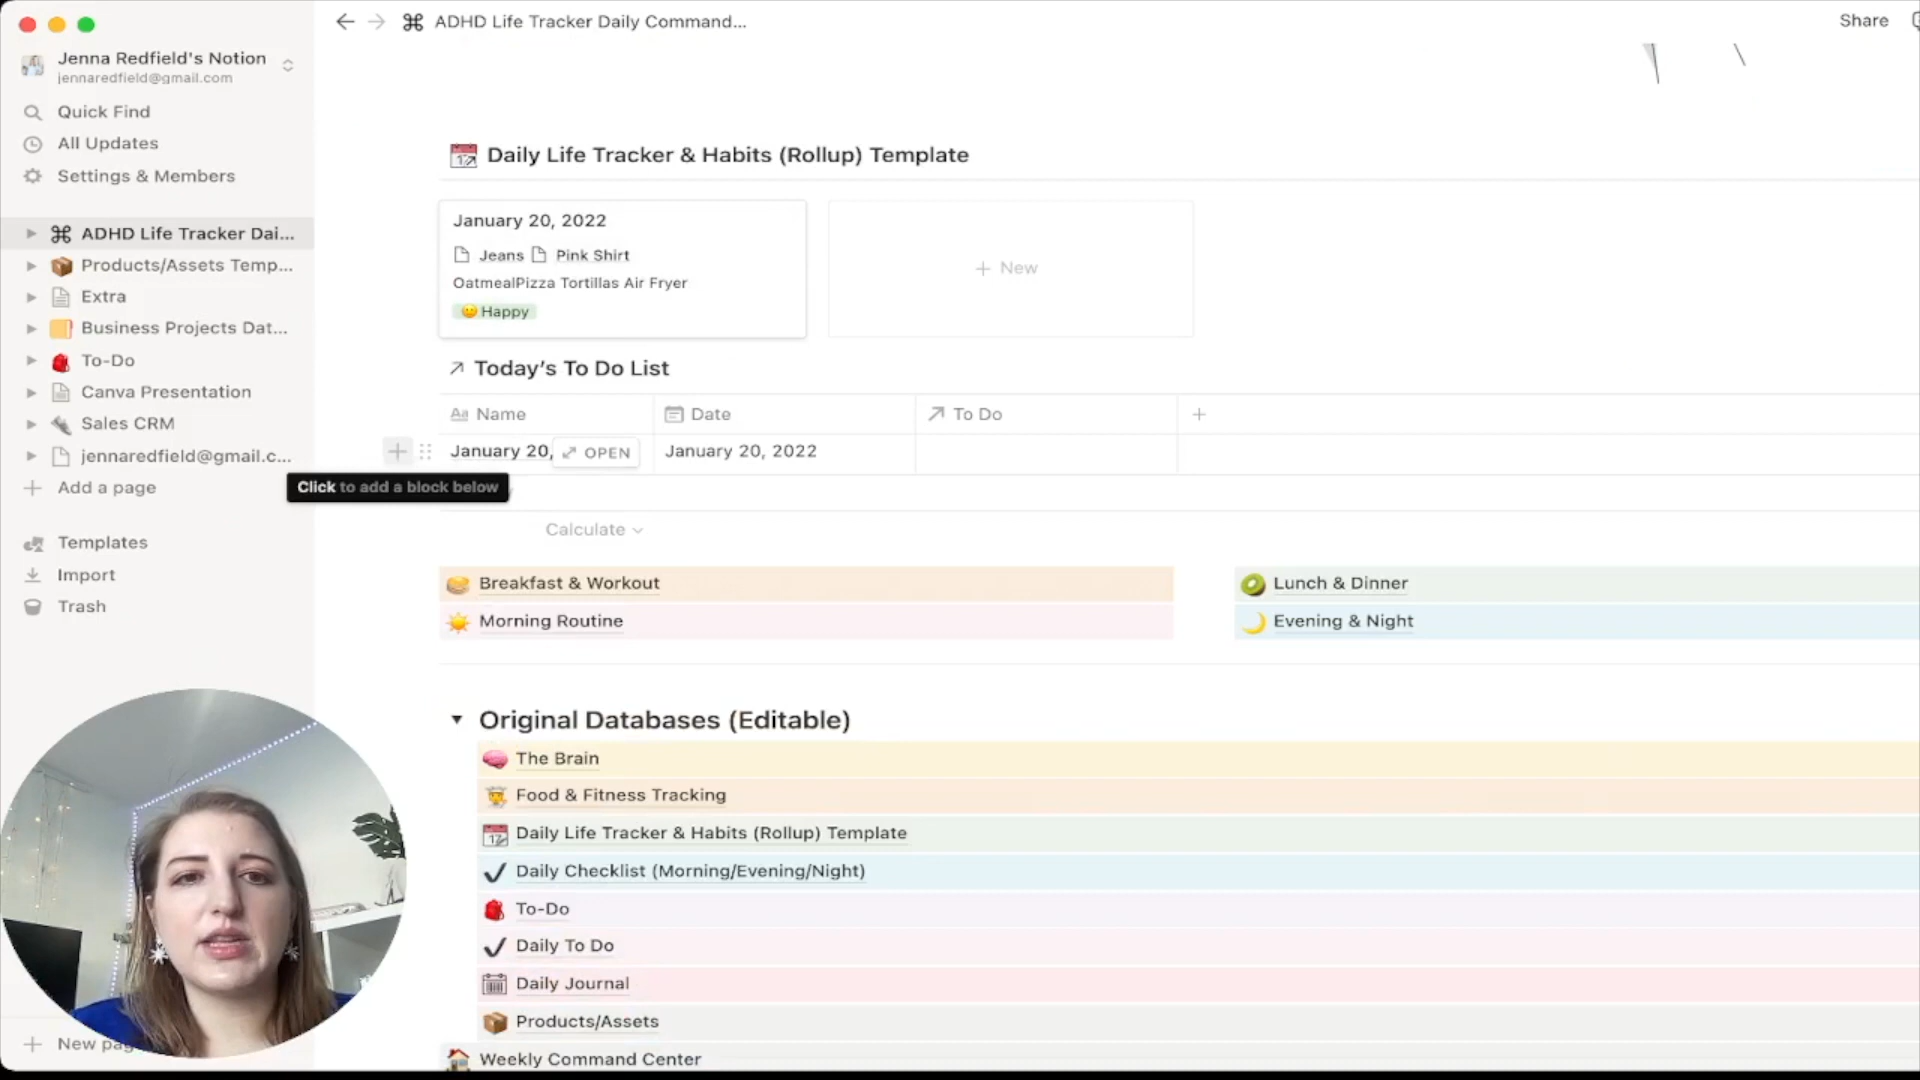 ADHD Life Tracker Daily Command...
Share
Jenna Redfield's Notion
jennaredfield@gmail.com
Quick Find
All Updates
Settings & Members
ADHD Life Tracker Dai...
Products/Assets Temp...
Extra
Business Projects Dat...
To-Do
Canva Presentation
Sales CRM
jennaredfield@gmail.c...
Add a page
Templates
Import
Trash
New pag
Daily Life Tracker & Habits (Rollup) Template
January 20, 2022
Jeans Pink Shirt
OatmealPizza Tortillas Air Fryer
Happy
New
Today's To Do List
Aa Name Date To Do
January 20, OPEN January 20, 2022
Click to add a block below
Calculate
Breakfast & Workout
Morning Routine
Lunch & Dinner
Evening & Night
Original Databases (Editable)
The Brain
Food & Fitness Tracking
Daily Life Tracker & Habits (Rollup) Template
Daily Checklist (Morning/Evening/Night)
To-Do
Daily To Do
Daily Journal
Products/Assets
Weekly Command Center